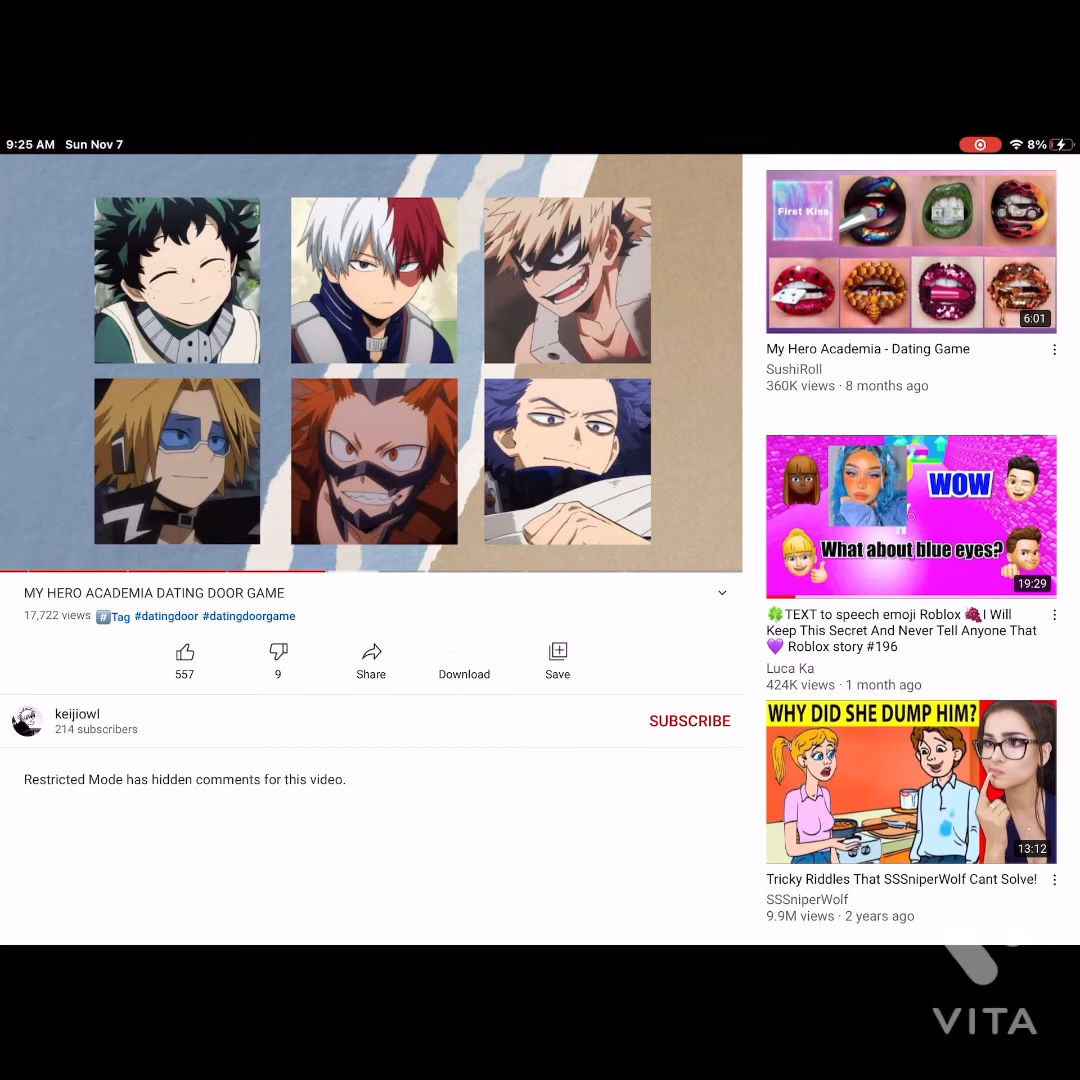 9:25 AM Sun Nov 7
8%
First Kiss
6:01
My Hero Academia - Dating Game
SushiRoll
360K views · 8 months ago
WOW
What about blue eyes?
19:29
MY HERO ACADEMIA DATING DOOR GAME
17,722 views #Tag #datingdoor #datingdoorgame
🍀TEXT to speech emoji Roblox 🍇I Will
Keep This Secret And Never Tell Anyone That
💜 Roblox story #196
Luca Ka
424K views · 1 month ago
557
9
Share
Download
Save
keijiowl
214 subscribers
SUBSCRIBE
WHY DID SHE DUMP HIM?
13:12
Restricted Mode has hidden comments for this video.
Tricky Riddles That SSSniperWolf Cant Solve!
SSSniperWolf
9.9M views · 2 years ago
VITA